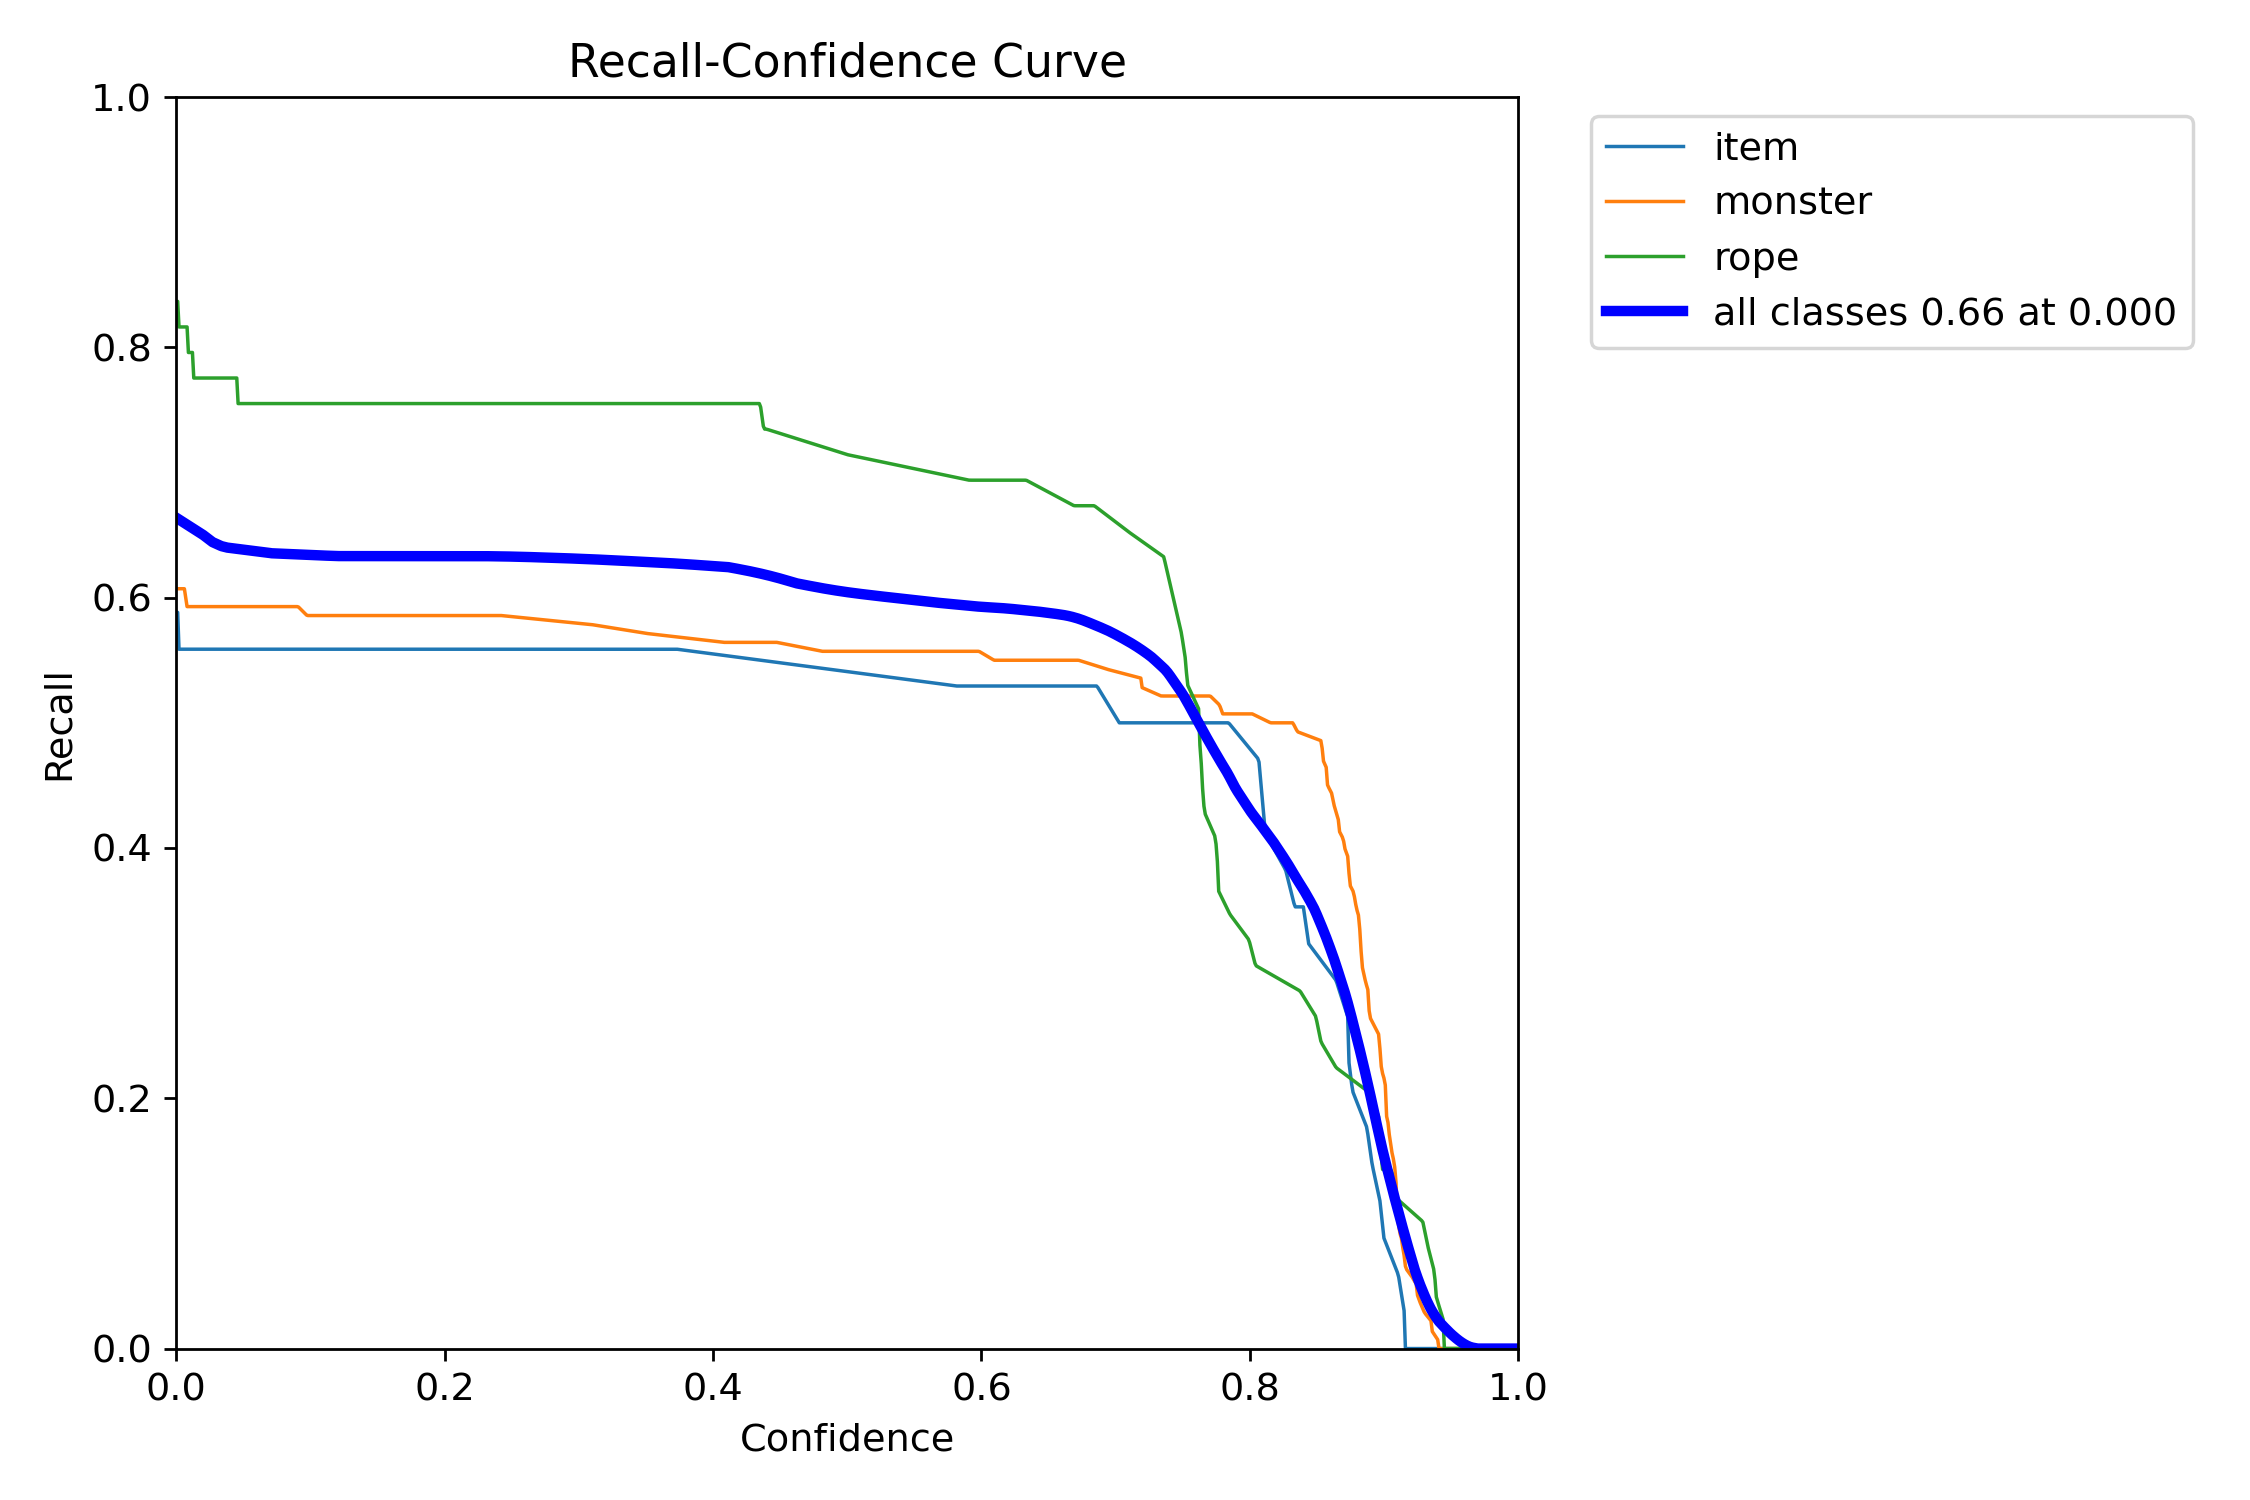 Recall-Confidence Curve
1.0
0.8
0.6
0.4
0.2
0.0
Recall
0.0 0.2 0.4 0.6 0.8 1.0
Confidence
item
monster
rope
all classes 0.66 at 0.000